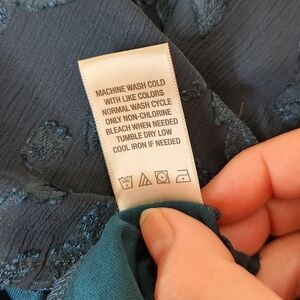 MACHINE WASH COLD
WITH LIKE COLORS
NORMAL WASH CYCLE
ONLY NON-CHLORINE
BLEACH WHEN NEEDED
TUMBLE DRY LOW
COOL IRON IF NEEDED